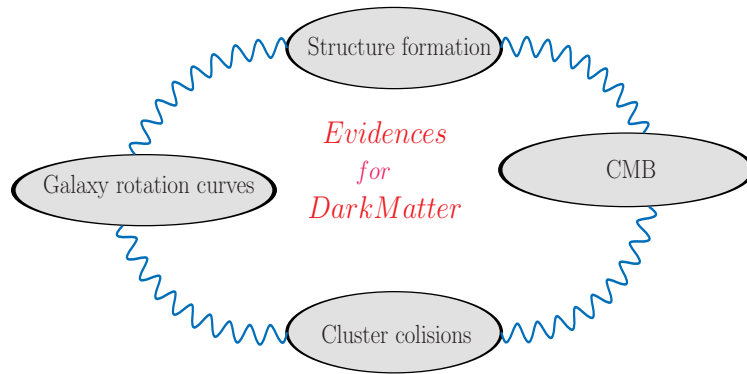 Structure formation
Evidences
for
DarkMatter
Galaxy rotation curves
CMB
Cluster colisions